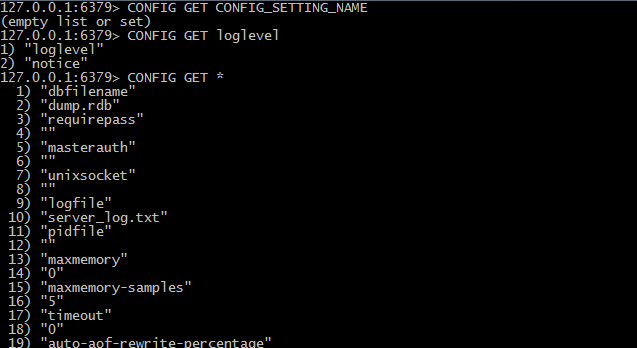 127.0.0.1:6379> CONFIG GET CONFIG_SETTING_NAME
(empty list or set)
127.0.0.1:6379> CONFIG GET loglevel
1) "loglevel"
2) "notice"
127.0.0.1:6379> CONFIG GET *
1) "dbfilename"
2) "dump.rdb"
3) "requirepass"
4) ""
5) "masterauth"
6) ""
7) "unixsocket"
8) ""
9) "logfile"
10) "server_log.txt"
11) "pidfile"
12) ""
13) "maxmemory"
14) "0"
15) "maxmemory-samples"
16) "5"
17) "timeout"
18) "0"
19) "auto-aof-rewrite-percentage"